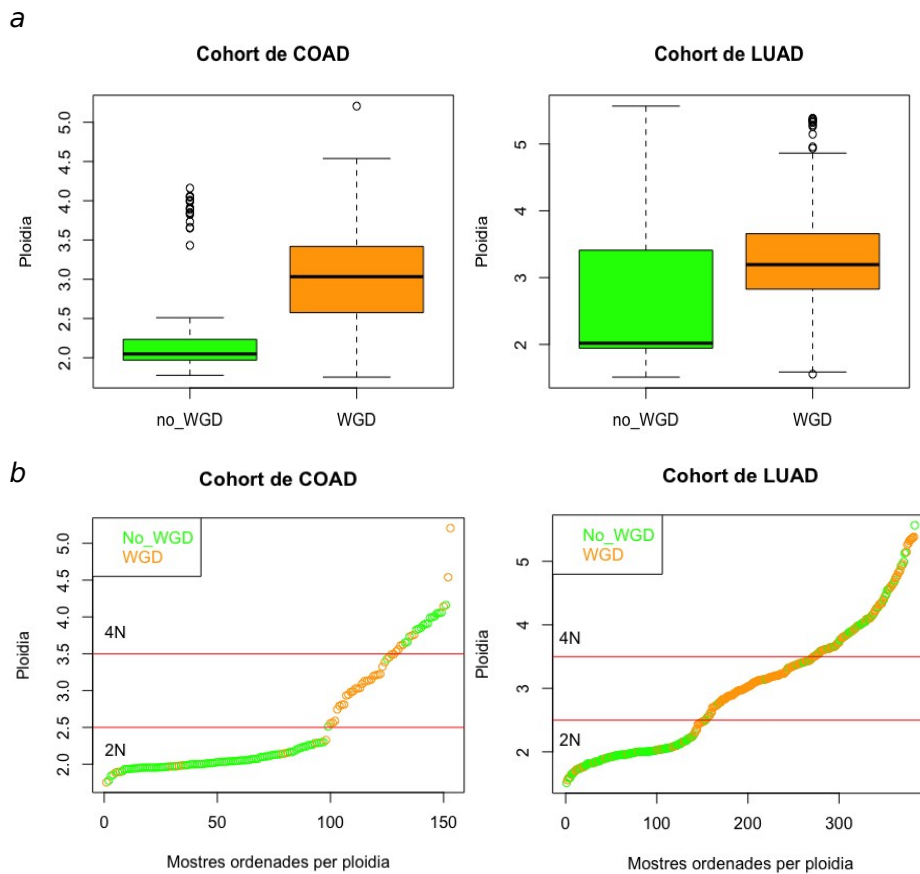 a
Cohort de COAD
Ploidia
5.0
4.5
4.0
3.5
3.0
2.5
2.0
no_WGD
WGD
Cohort de LUAD
Ploidia
5
4
3
2
no_WGD
WGD
b
Cohort de COAD
Ploidia
5.0
4.5
4.0
3.5
3.0
2.5
2.0
No_WGD
WGD
4N
2N
0
50
100
150
Mostres ordenades per ploidia
Cohort de LUAD
Ploidia
5
4
3
2
No_WGD
WGD
4N
2N
0
100
200
300
Mostres ordenades per ploidia